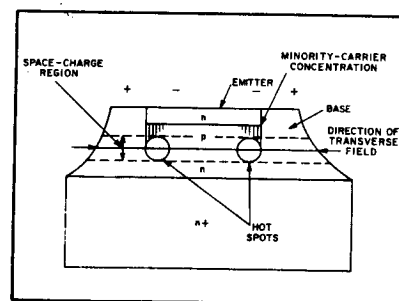 MINORITY-CARRIER
CONCENTRATION
SPACE-CHARGE
REGION
+ - - +
EMITTER
n
BASE
p
DIRECTION OF
TRANSVERSE
FIELD
n
HOT
SPOTS
n+